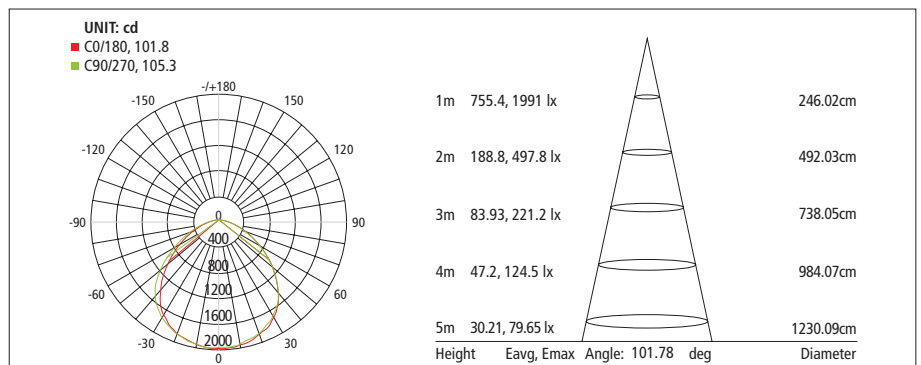 UNIT: cd
C0/180, 101.8
C90/270, 105.3
-/+180
-150 150
-120 120
-90 90
-60 60
-30 30
0
0
400
800
1200
1600
2000
1m 755.4, 1991 lx 246.02cm
2m 188.8, 497.8 lx 492.03cm
3m 83.93, 221.2 lx 738.05cm
4m 47.2, 124.5 lx 984.07cm
5m 30.21, 79.65 lx 1230.09cm
Height Eavg, Emax Angle: 101.78 deg Diameter